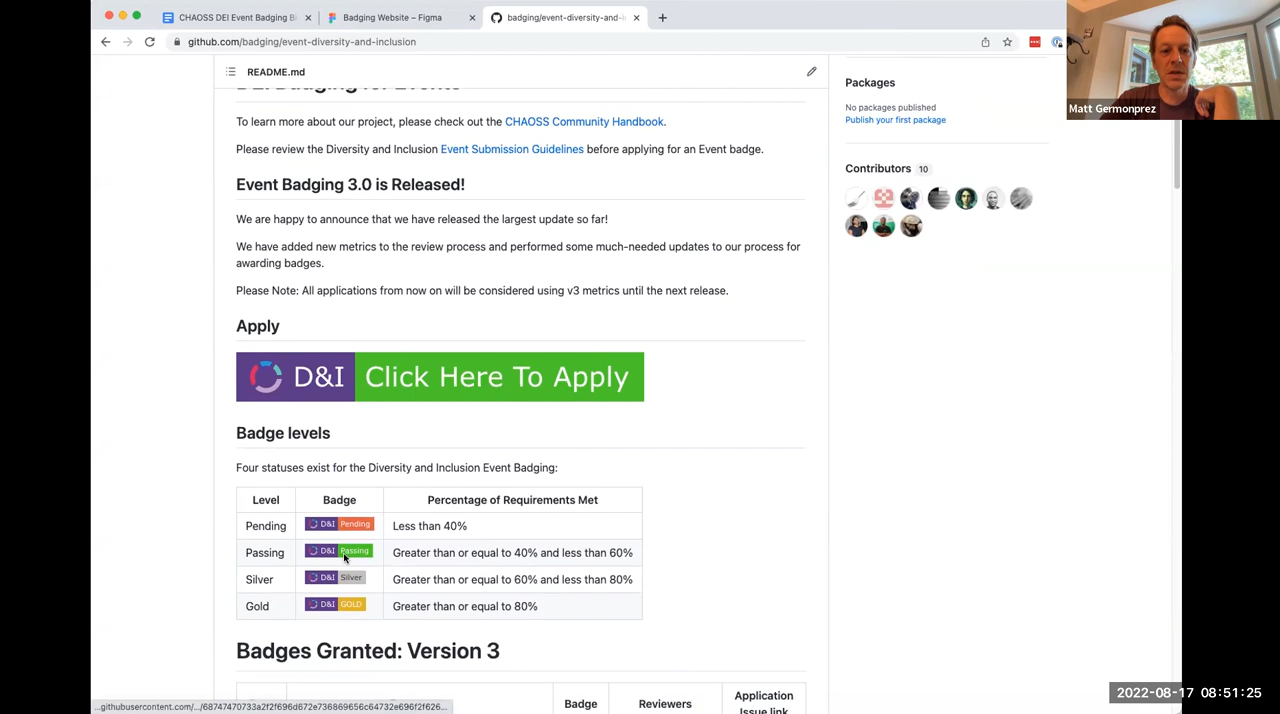 CHAOSS DEI Event Badging B
Badging Website – Figma
badging/event-diversity-and-i
github.com/badging/event-diversity-and-inclusion
Matt Germonprez
README.md
DEI Badging for Events
To learn more about our project, please check out the CHAOSS Community Handbook.
Please review the Diversity and Inclusion Event Submission Guidelines before applying for an Event badge.
Event Badging 3.0 is Released!
We are happy to announce that we have released the largest update so far!
We have added new metrics to the review process and performed some much-needed updates to our process for
awarding badges.
Please Note: All applications from now on will be considered using v3 metrics until the next release.
Apply
D&I Click Here To Apply
Badge levels
Four statuses exist for the Diversity and Inclusion Event Badging:
Level Badge Percentage of Requirements Met
Pending D&I Pending Less than 40%
Passing D&I Passing Greater than or equal to 40% and less than 60%
Silver D&I Silver Greater than or equal to 60% and less than 80%
Gold D&I GOLD Greater than or equal to 80%
Badges Granted: Version 3
Badge Reviewers Application
Issue link
Packages
No packages published
Publish your first package
Contributors 10
2022-08-17 08:51:25